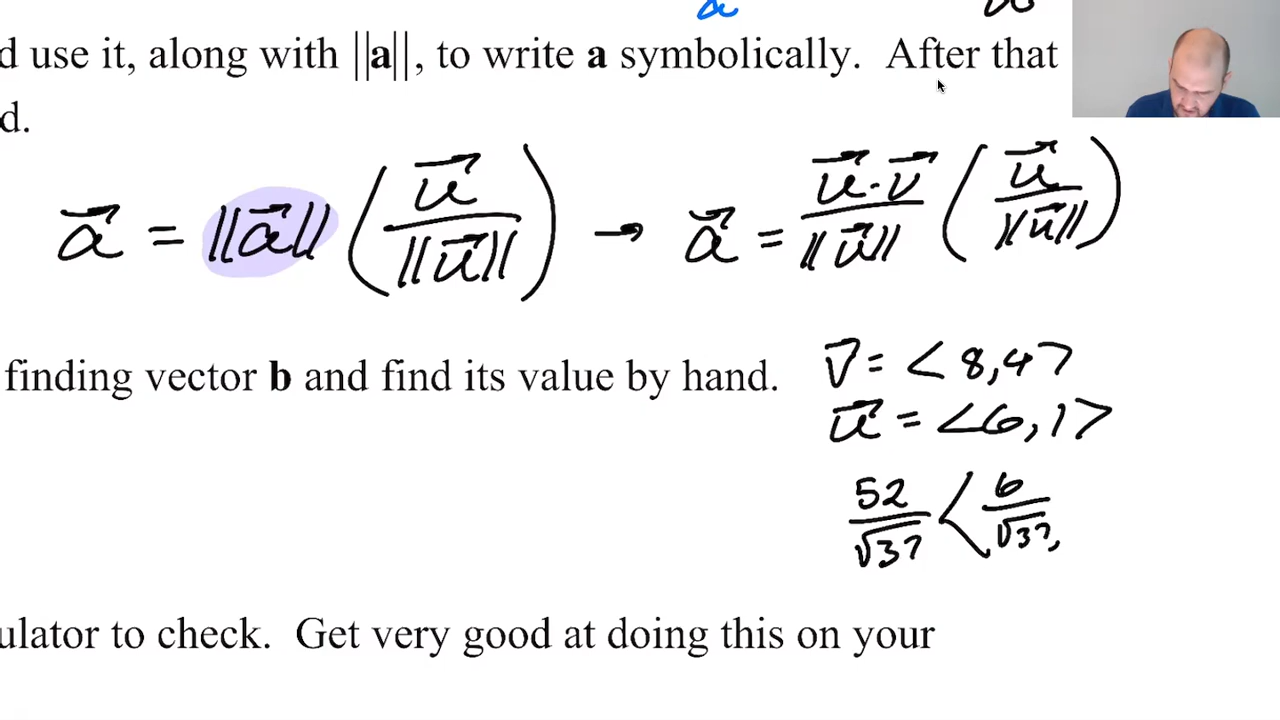 d use it, along with ||a||, to write a symbolically. After that
d.
a⃗ = ||a⃗|| (u⃗ / ||u⃗||) → a⃗ = u⃗·v⃗ / ||u⃗|| (u⃗ / ||u⃗||)
finding vector b and find its value by hand.
v⃗ = <8,4>
u⃗ = <6,1>
52/√37 <6/√37,
ulator to check. Get very good at doing this on your